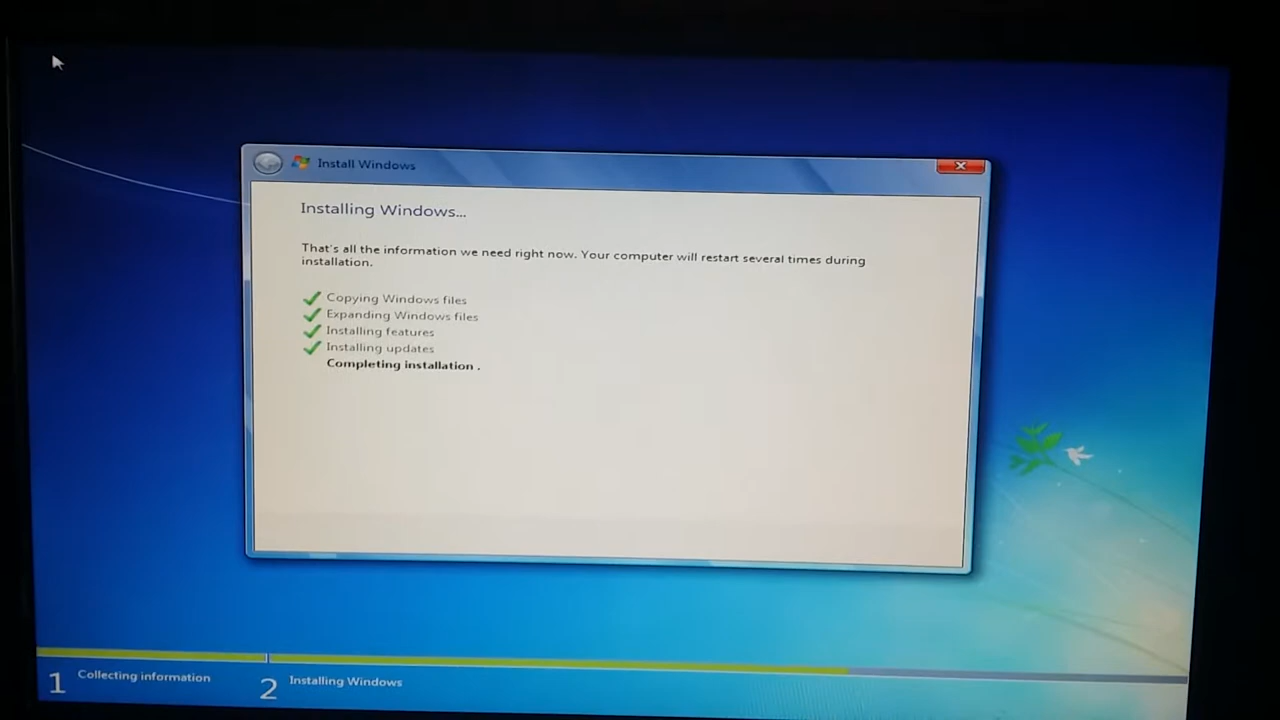 Install Windows
Installing Windows...
That's all the information we need right now. Your computer will restart several times during
installation.
Copying Windows files
Expanding Windows files
Installing features
Installing updates
Completing installation .
1 Collecting information
2 Installing Windows